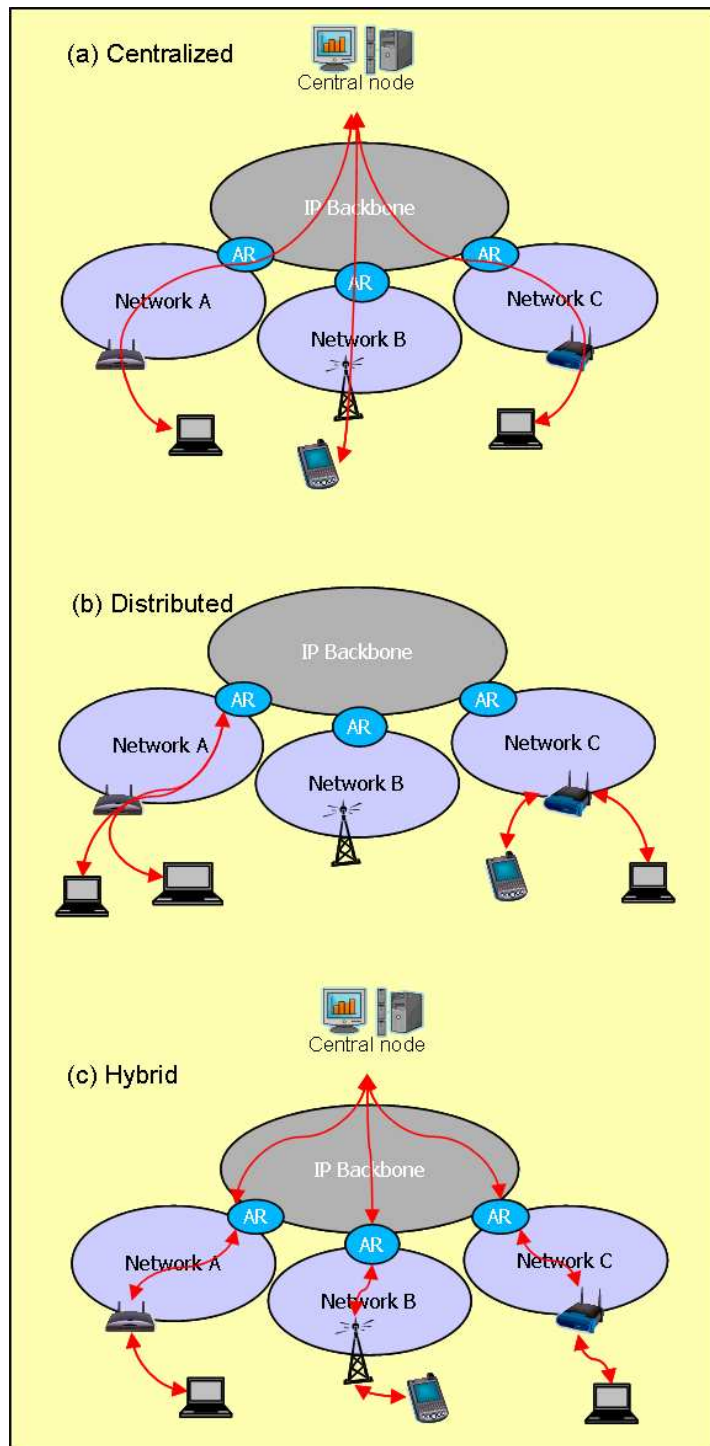 (a) Centralized
Central node
IP Backbone
AR
AR
AR
Network A
Network B
Network C
(b) Distributed
IP Backbone
AR
AR
AR
Network A
Network B
Network C
Central node
(c) Hybrid
IP Backbone
AR
AR
AR
Network A
Network B
Network C